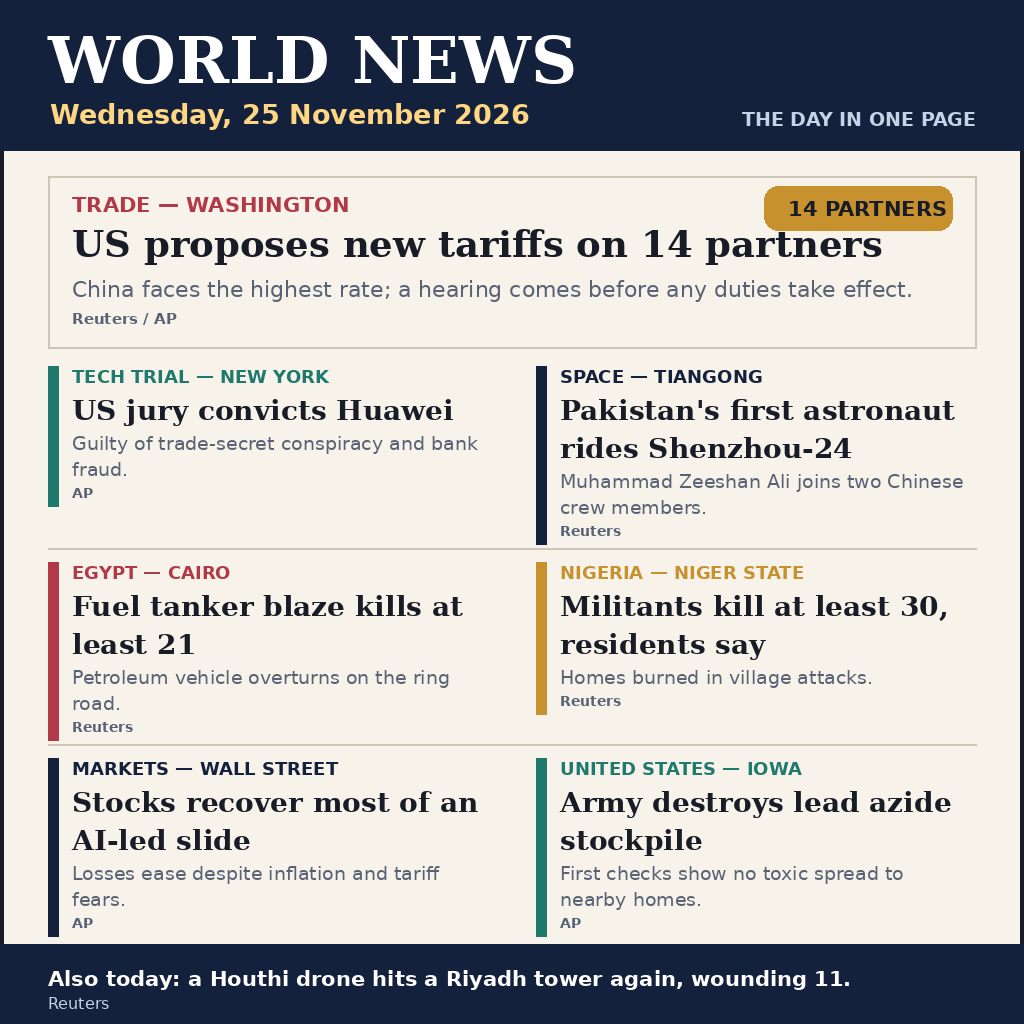 WORLD NEWS
Wednesday, 25 November 2026
THE DAY IN ONE PAGE
TRADE — WASHINGTON
14 PARTNERS
US proposes new tariffs on 14 partners
China faces the highest rate; a hearing comes before any duties take effect.
Reuters / AP
TECH TRIAL — NEW YORK
US jury convicts Huawei
Guilty of trade-secret conspiracy and bank
fraud.
AP
SPACE — TIANGONG
Pakistan's first astronaut
rides Shenzhou-24
Muhammad Zeeshan Ali joins two Chinese
crew members.
Reuters
EGYPT — CAIRO
Fuel tanker blaze kills at
least 21
Petroleum vehicle overturns on the ring
road.
Reuters
NIGERIA — NIGER STATE
Militants kill at least 30,
residents say
Homes burned in village attacks.
Reuters
MARKETS — WALL STREET
Stocks recover most of an
AI-led slide
Losses ease despite inflation and tariff
fears.
AP
UNITED STATES — IOWA
Army destroys lead azide
stockpile
First checks show no toxic spread to
nearby homes.
AP
Also today: a Houthi drone hits a Riyadh tower again, wounding 11.
Reuters